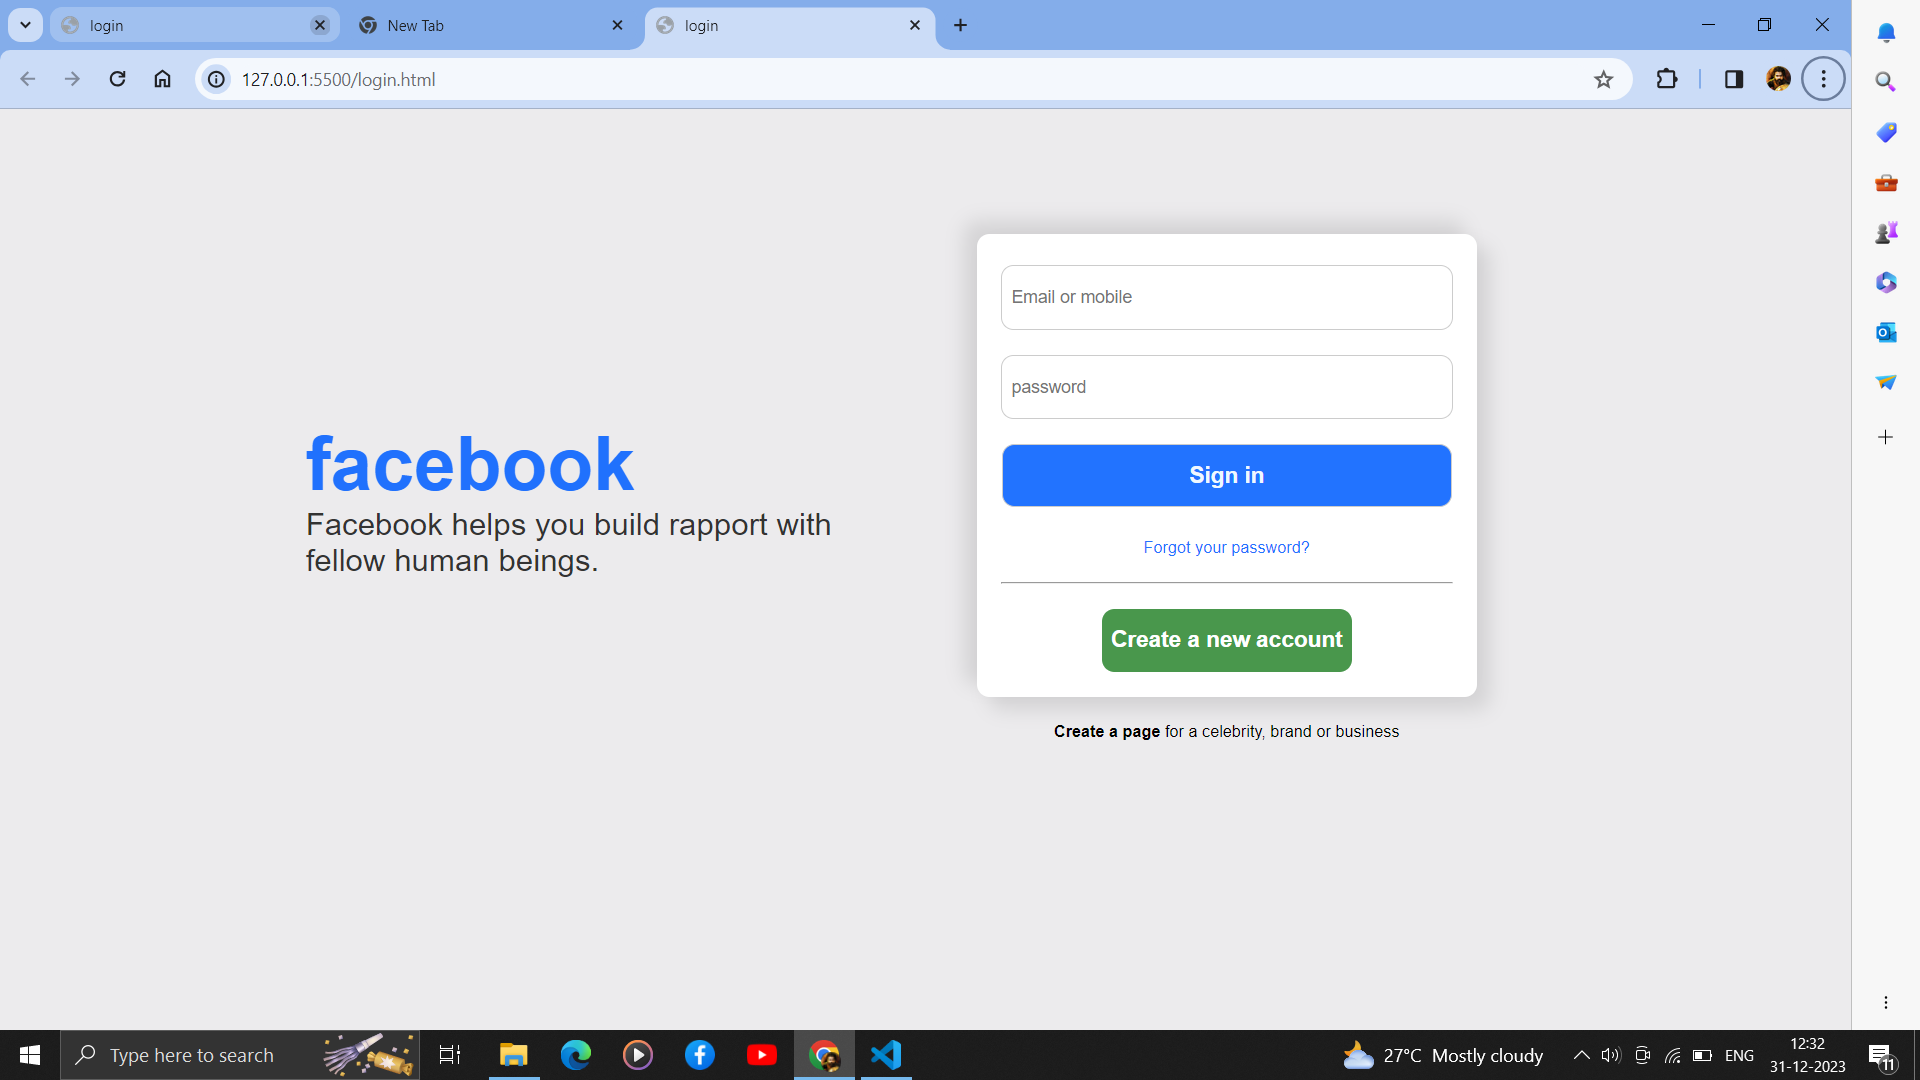 login
New Tab
login
127.0.0.1:5500/login.html
facebook
Facebook helps you build rapport with
fellow human beings.
Email or mobile
password
Sign in
Forgot your password?
Create a new account
Create a page for a celebrity, brand or business
Type here to search
27°C Mostly cloudy
ENG
12:32
31-12-2023
11